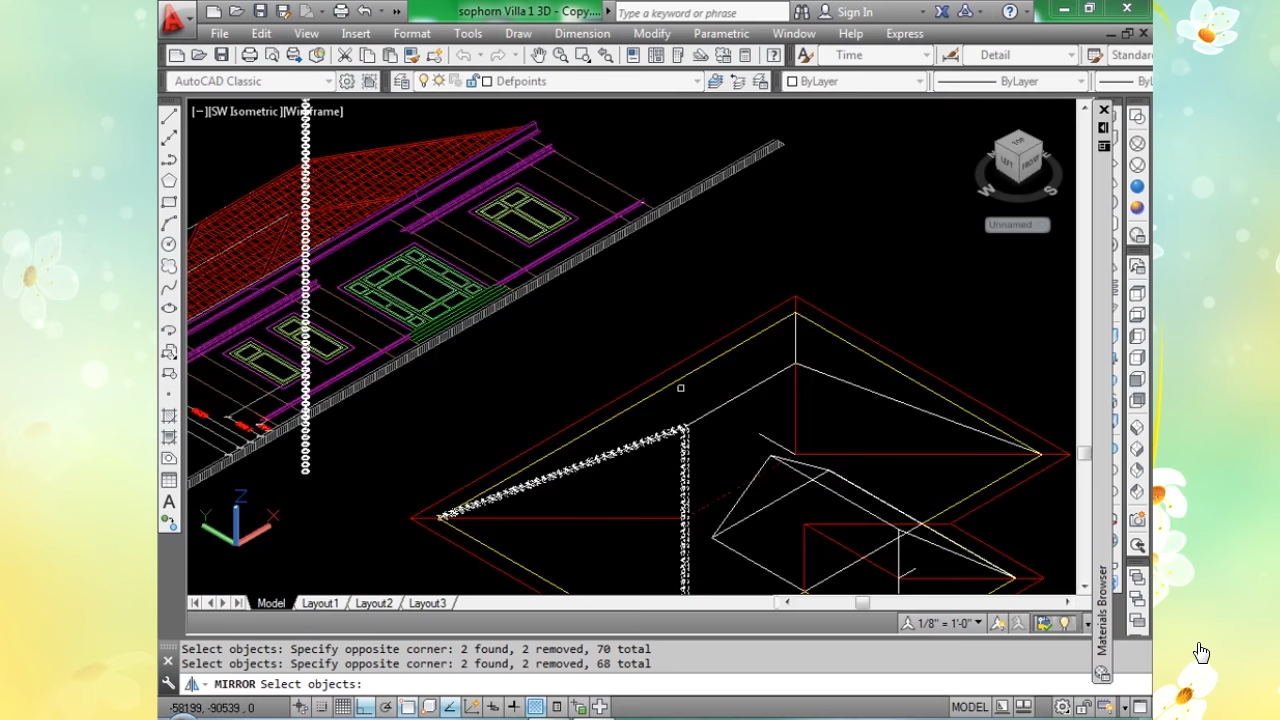 sophorn Villa 1 3D - Copy....
Type a keyword or phrase
Sign In
File Edit View Insert Format Tools Draw Dimension Modify Parametric Window Help Express
Time
Detail
AutoCAD Classic
Defpoints
ByLayer
ByLayer
[−][SW Isometric][Wireframe]
TOP
LEFT
FRONT
W
S
Unnamed
Z
Y
X
Model Layout1 Layout2 Layout3
1/8" = 1'-0"
Materials Browser
Select objects: Specify opposite corner: 2 found, 2 removed, 70 total
Select objects: Specify opposite corner: 2 found, 2 removed, 68 total
MIRROR Select objects:
-58199, -90539 , 0
MODEL